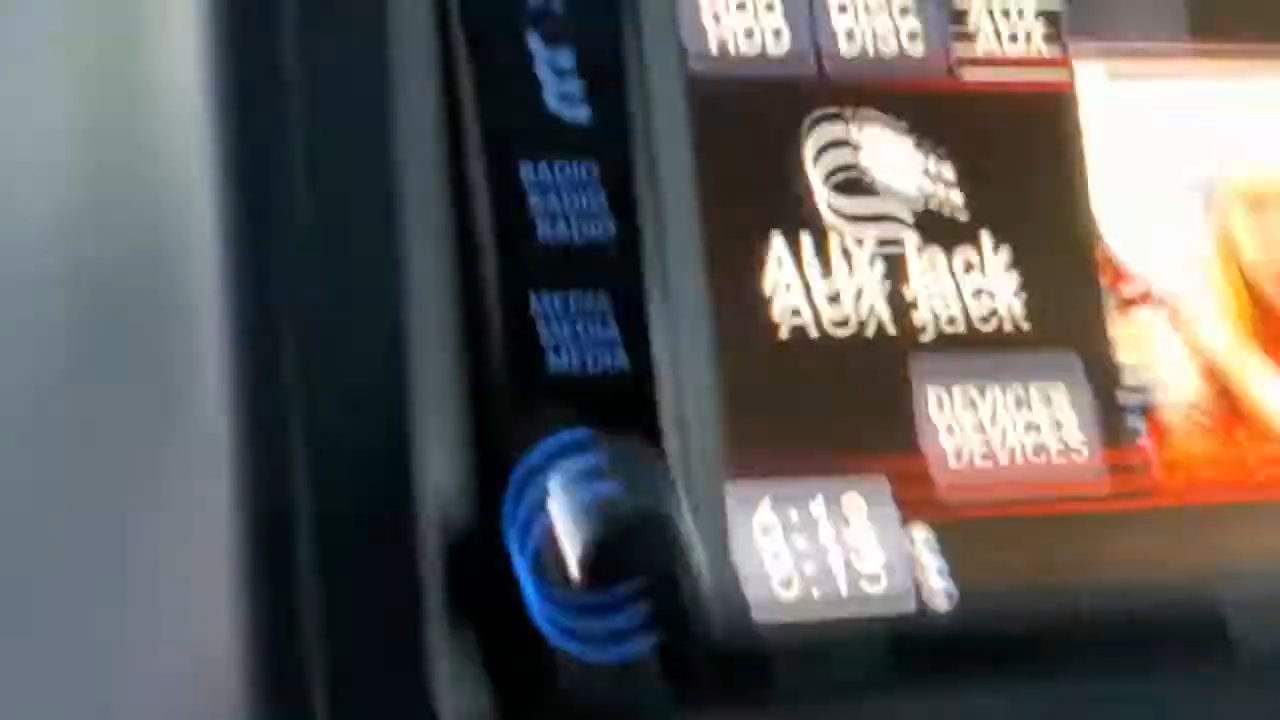 HDD DISC AUX
RADIO
AUX Jack
MEDIA
DEVICES